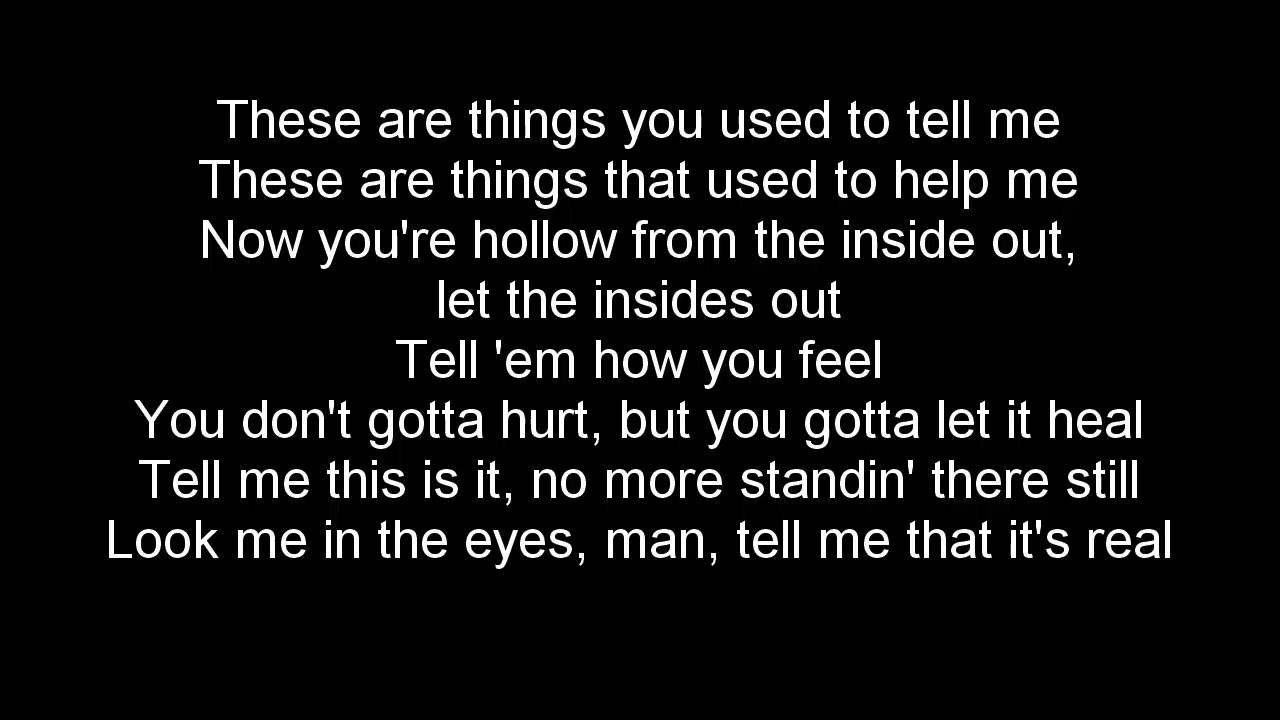 These are things you used to tell me
These are things that used to help me
Now you're hollow from the inside out,
let the insides out
Tell 'em how you feel
You don't gotta hurt, but you gotta let it heal
Tell me this is it, no more standin' there still
Look me in the eyes, man, tell me that it's real